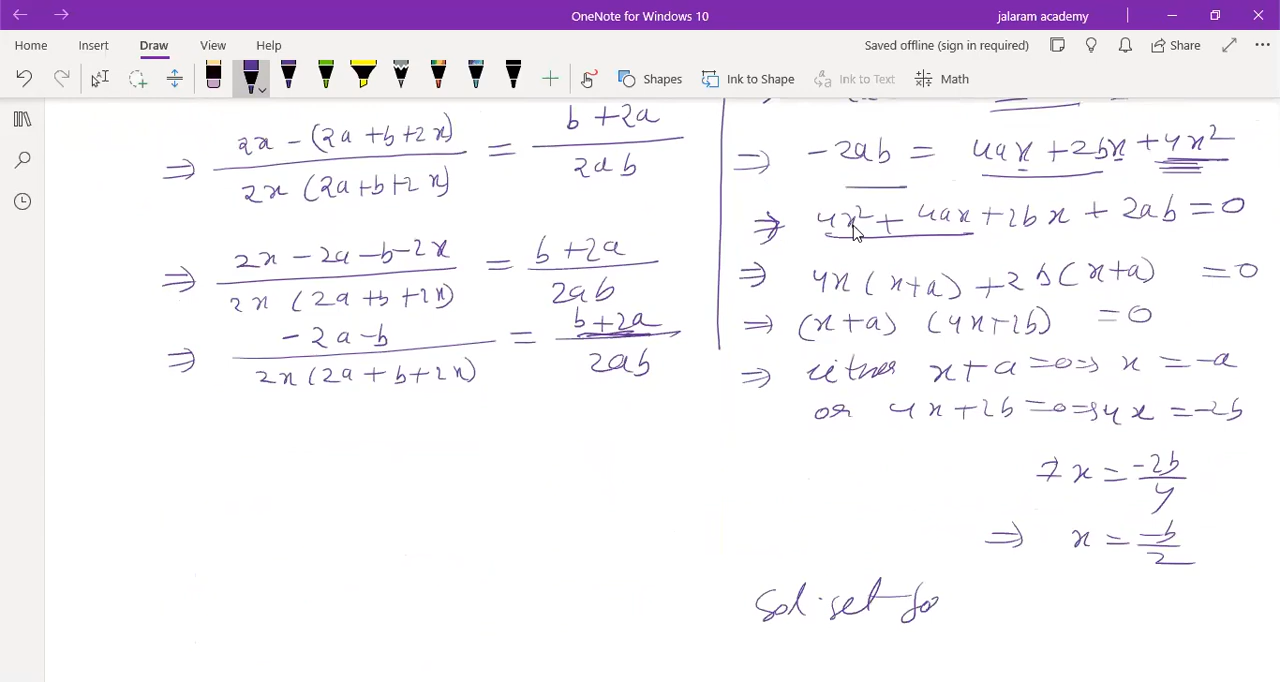 OneNote for Windows 10
jalaram academy
Home Insert Draw View Help
Saved offline (sign in required) Share
Shapes Ink to Shape Ink to Text Math
⇒ (2x - (2a+b+2x))/(2x(2a+b+2x)) = (b+2a)/(2ab)
⇒ (2x - 2a - b - 2x)/(2x(2a+b+2x)) = (b+2a)/(2ab)
⇒ (-2a-b)/(2x(2a+b+2x)) = (b+2a)/(2ab)
⇒ -2ab = 4ax + 2bx + 4x²
⇒ 4x² + 4ax + 2bx + 2ab = 0
⇒ 4x(x+a) + 2b(x+a) = 0
⇒ (x+a) (4x+2b) = 0
⇒ either x+a=0 ⇒ x = -a
or 4x+2b=0 ⇒ 4x = -2b
⇒ x = -2b/4
⇒ x = -b/2
Sol. set fo